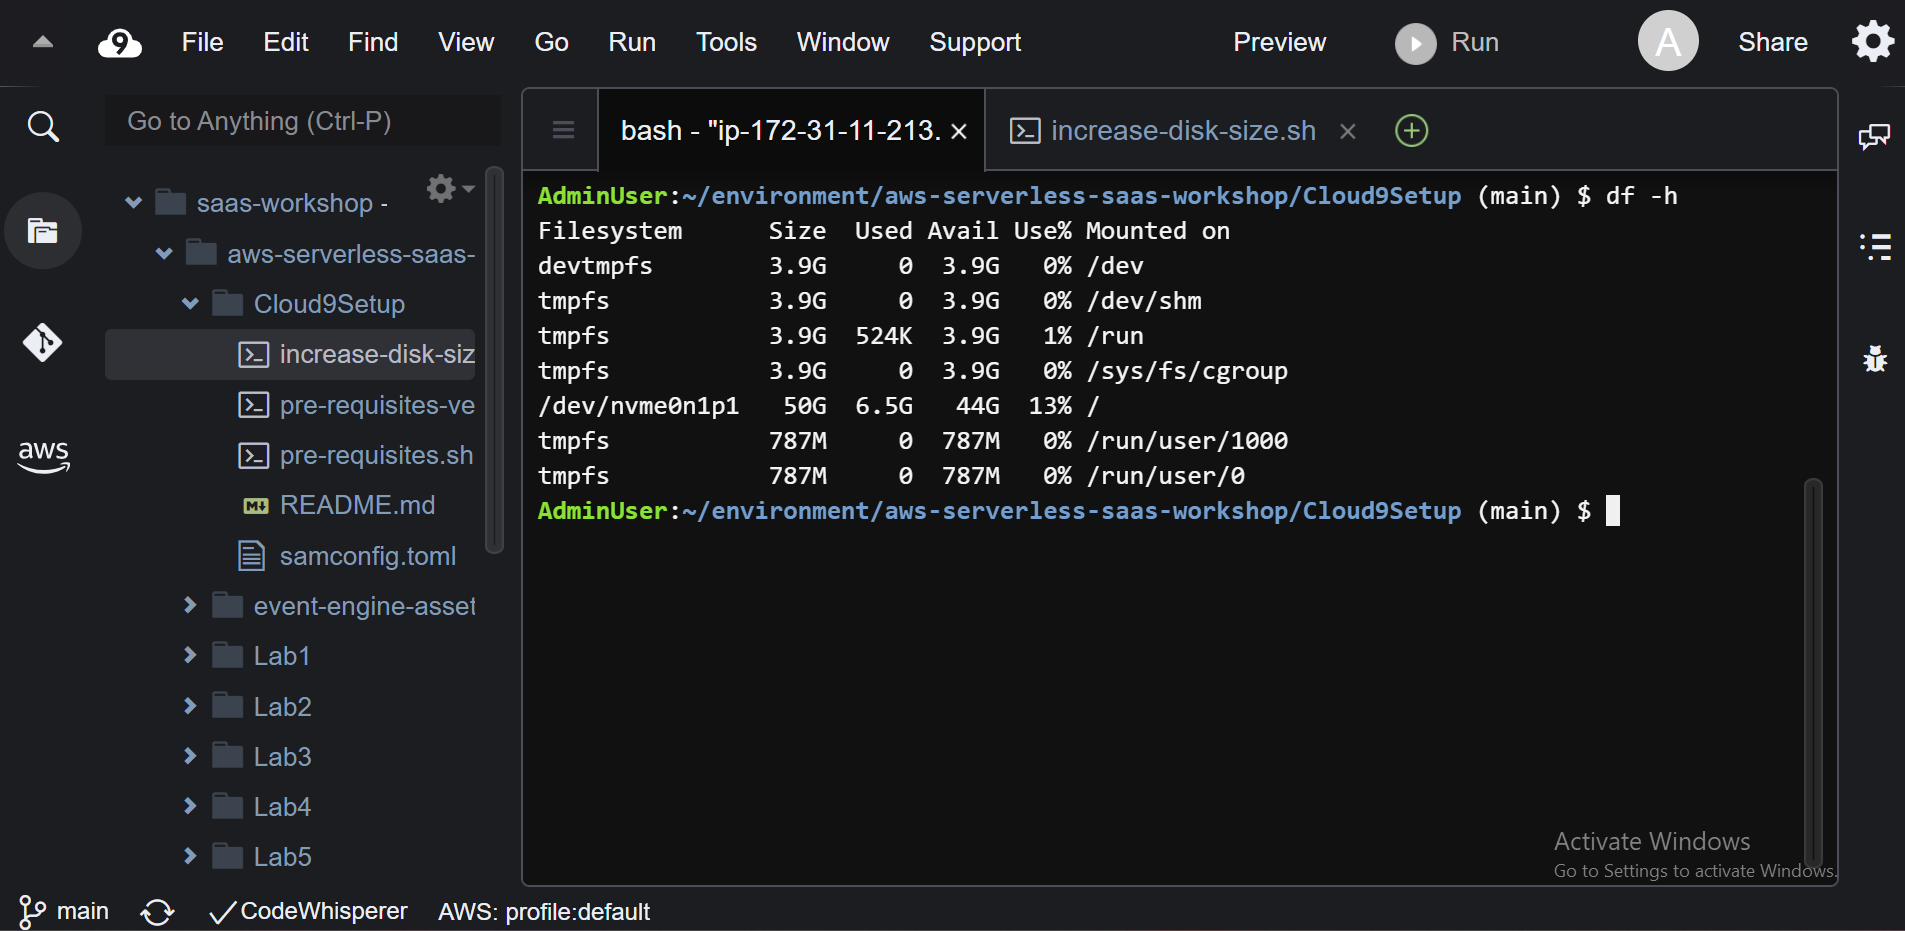 9 File Edit Find View Go Run Tools Window Support Preview Run A Share
Go to Anything (Ctrl-P)
bash - "ip-172-31-11-213. × increase-disk-size.sh ×
saas-workshop -
aws-serverless-saas-
Cloud9Setup
increase-disk-siz
pre-requisites-ve
pre-requisites.sh
README.md
samconfig.toml
event-engine-asset
Lab1
Lab2
Lab3
Lab4
Lab5
aws
AdminUser:~/environment/aws-serverless-saas-workshop/Cloud9Setup (main) $ df -h
Filesystem Size Used Avail Use% Mounted on
devtmpfs 3.9G 0 3.9G 0% /dev
tmpfs 3.9G 0 3.9G 0% /dev/shm
tmpfs 3.9G 524K 3.9G 1% /run
tmpfs 3.9G 0 3.9G 0% /sys/fs/cgroup
/dev/nvme0n1p1 50G 6.5G 44G 13% /
tmpfs 787M 0 787M 0% /run/user/1000
tmpfs 787M 0 787M 0% /run/user/0
AdminUser:~/environment/aws-serverless-saas-workshop/Cloud9Setup (main) $
Activate Windows
Go to Settings to activate Windows.
main CodeWhisperer AWS: profile:default